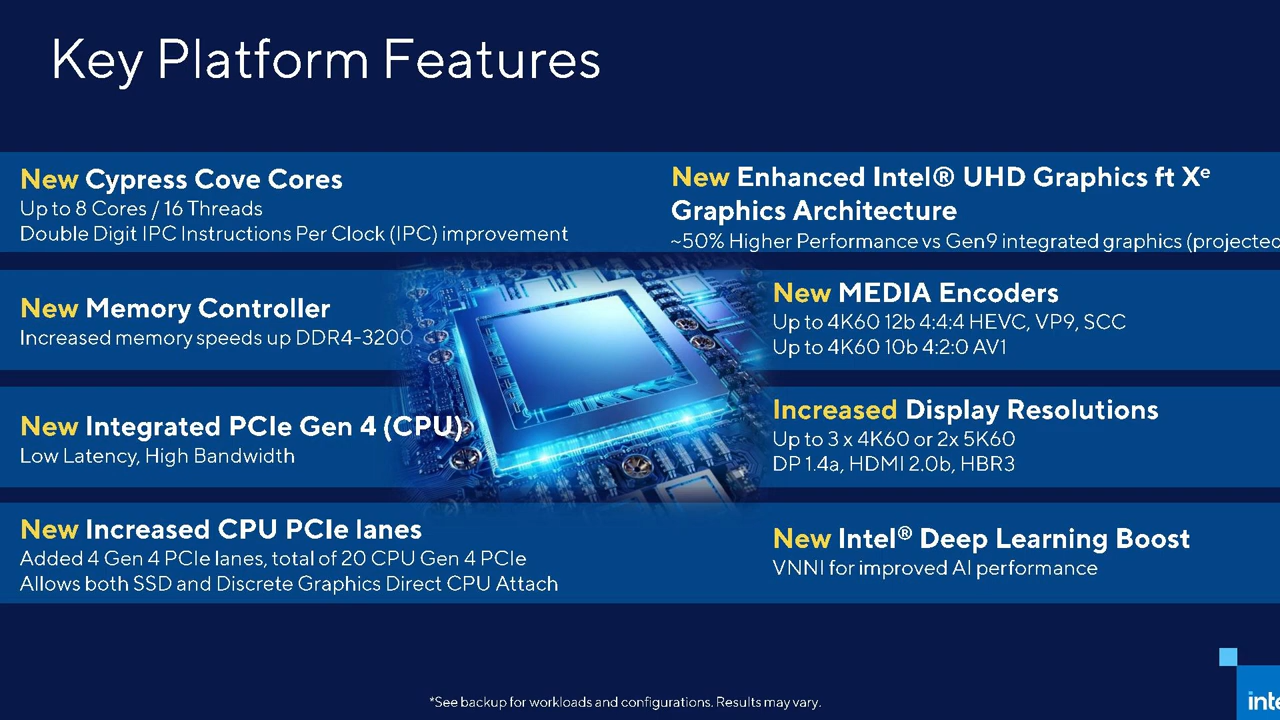 Key Platform Features
New Cypress Cove Cores
Up to 8 Cores / 16 Threads
Double Digit IPC Instructions Per Clock (IPC) improvement
New Memory Controller
Increased memory speeds up DDR4-3200
New Integrated PCIe Gen 4 (CPU)
Low Latency, High Bandwidth
New Increased CPU PCIe lanes
Added 4 Gen 4 PCIe lanes, total of 20 CPU Gen 4 PCIe
Allows both SSD and Discrete Graphics Direct CPU Attach
New Enhanced Intel® UHD Graphics ft Xᵉ
Graphics Architecture
~50% Higher Performance vs Gen9 integrated graphics (projected
New MEDIA Encoders
Up to 4K60 12b 4:4:4 HEVC, VP9, SCC
Up to 4K60 10b 4:2:0 AV1
Increased Display Resolutions
Up to 3 x 4K60 or 2x 5K60
DP 1.4a, HDMI 2.0b, HBR3
New Intel® Deep Learning Boost
VNNI for improved AI performance
*See backup for workloads and configurations. Results may vary.